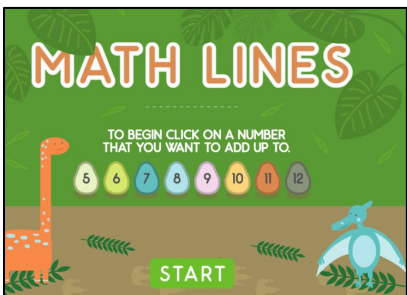 MATH LINES
TO BEGIN CLICK ON A NUMBER
THAT YOU WANT TO ADD UP TO.
5 6 7 8 9 10 11 12
START